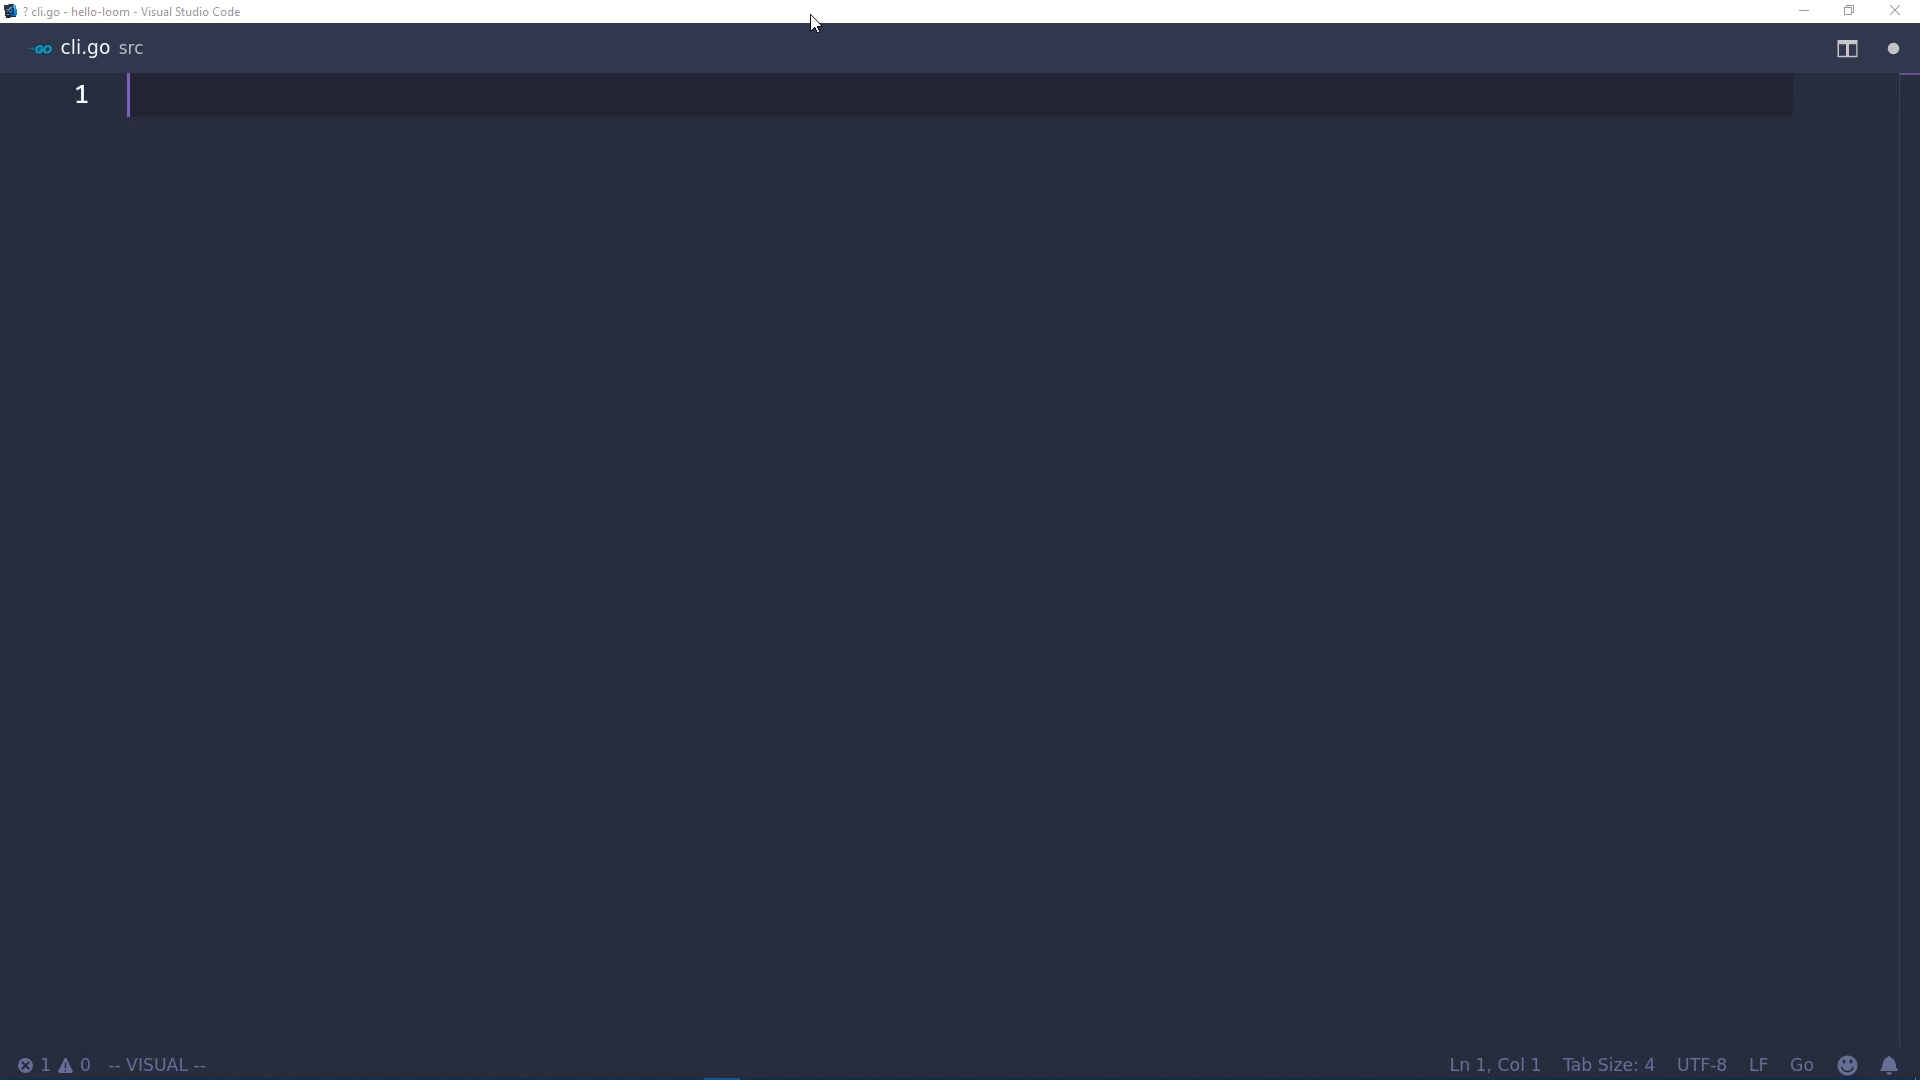 ? cli.go - hello-loom - Visual Studio Code
GO cli.go src
1
1 0 -- VISUAL -- Ln 1, Col 1 Tab Size: 4 UTF-8 LF Go